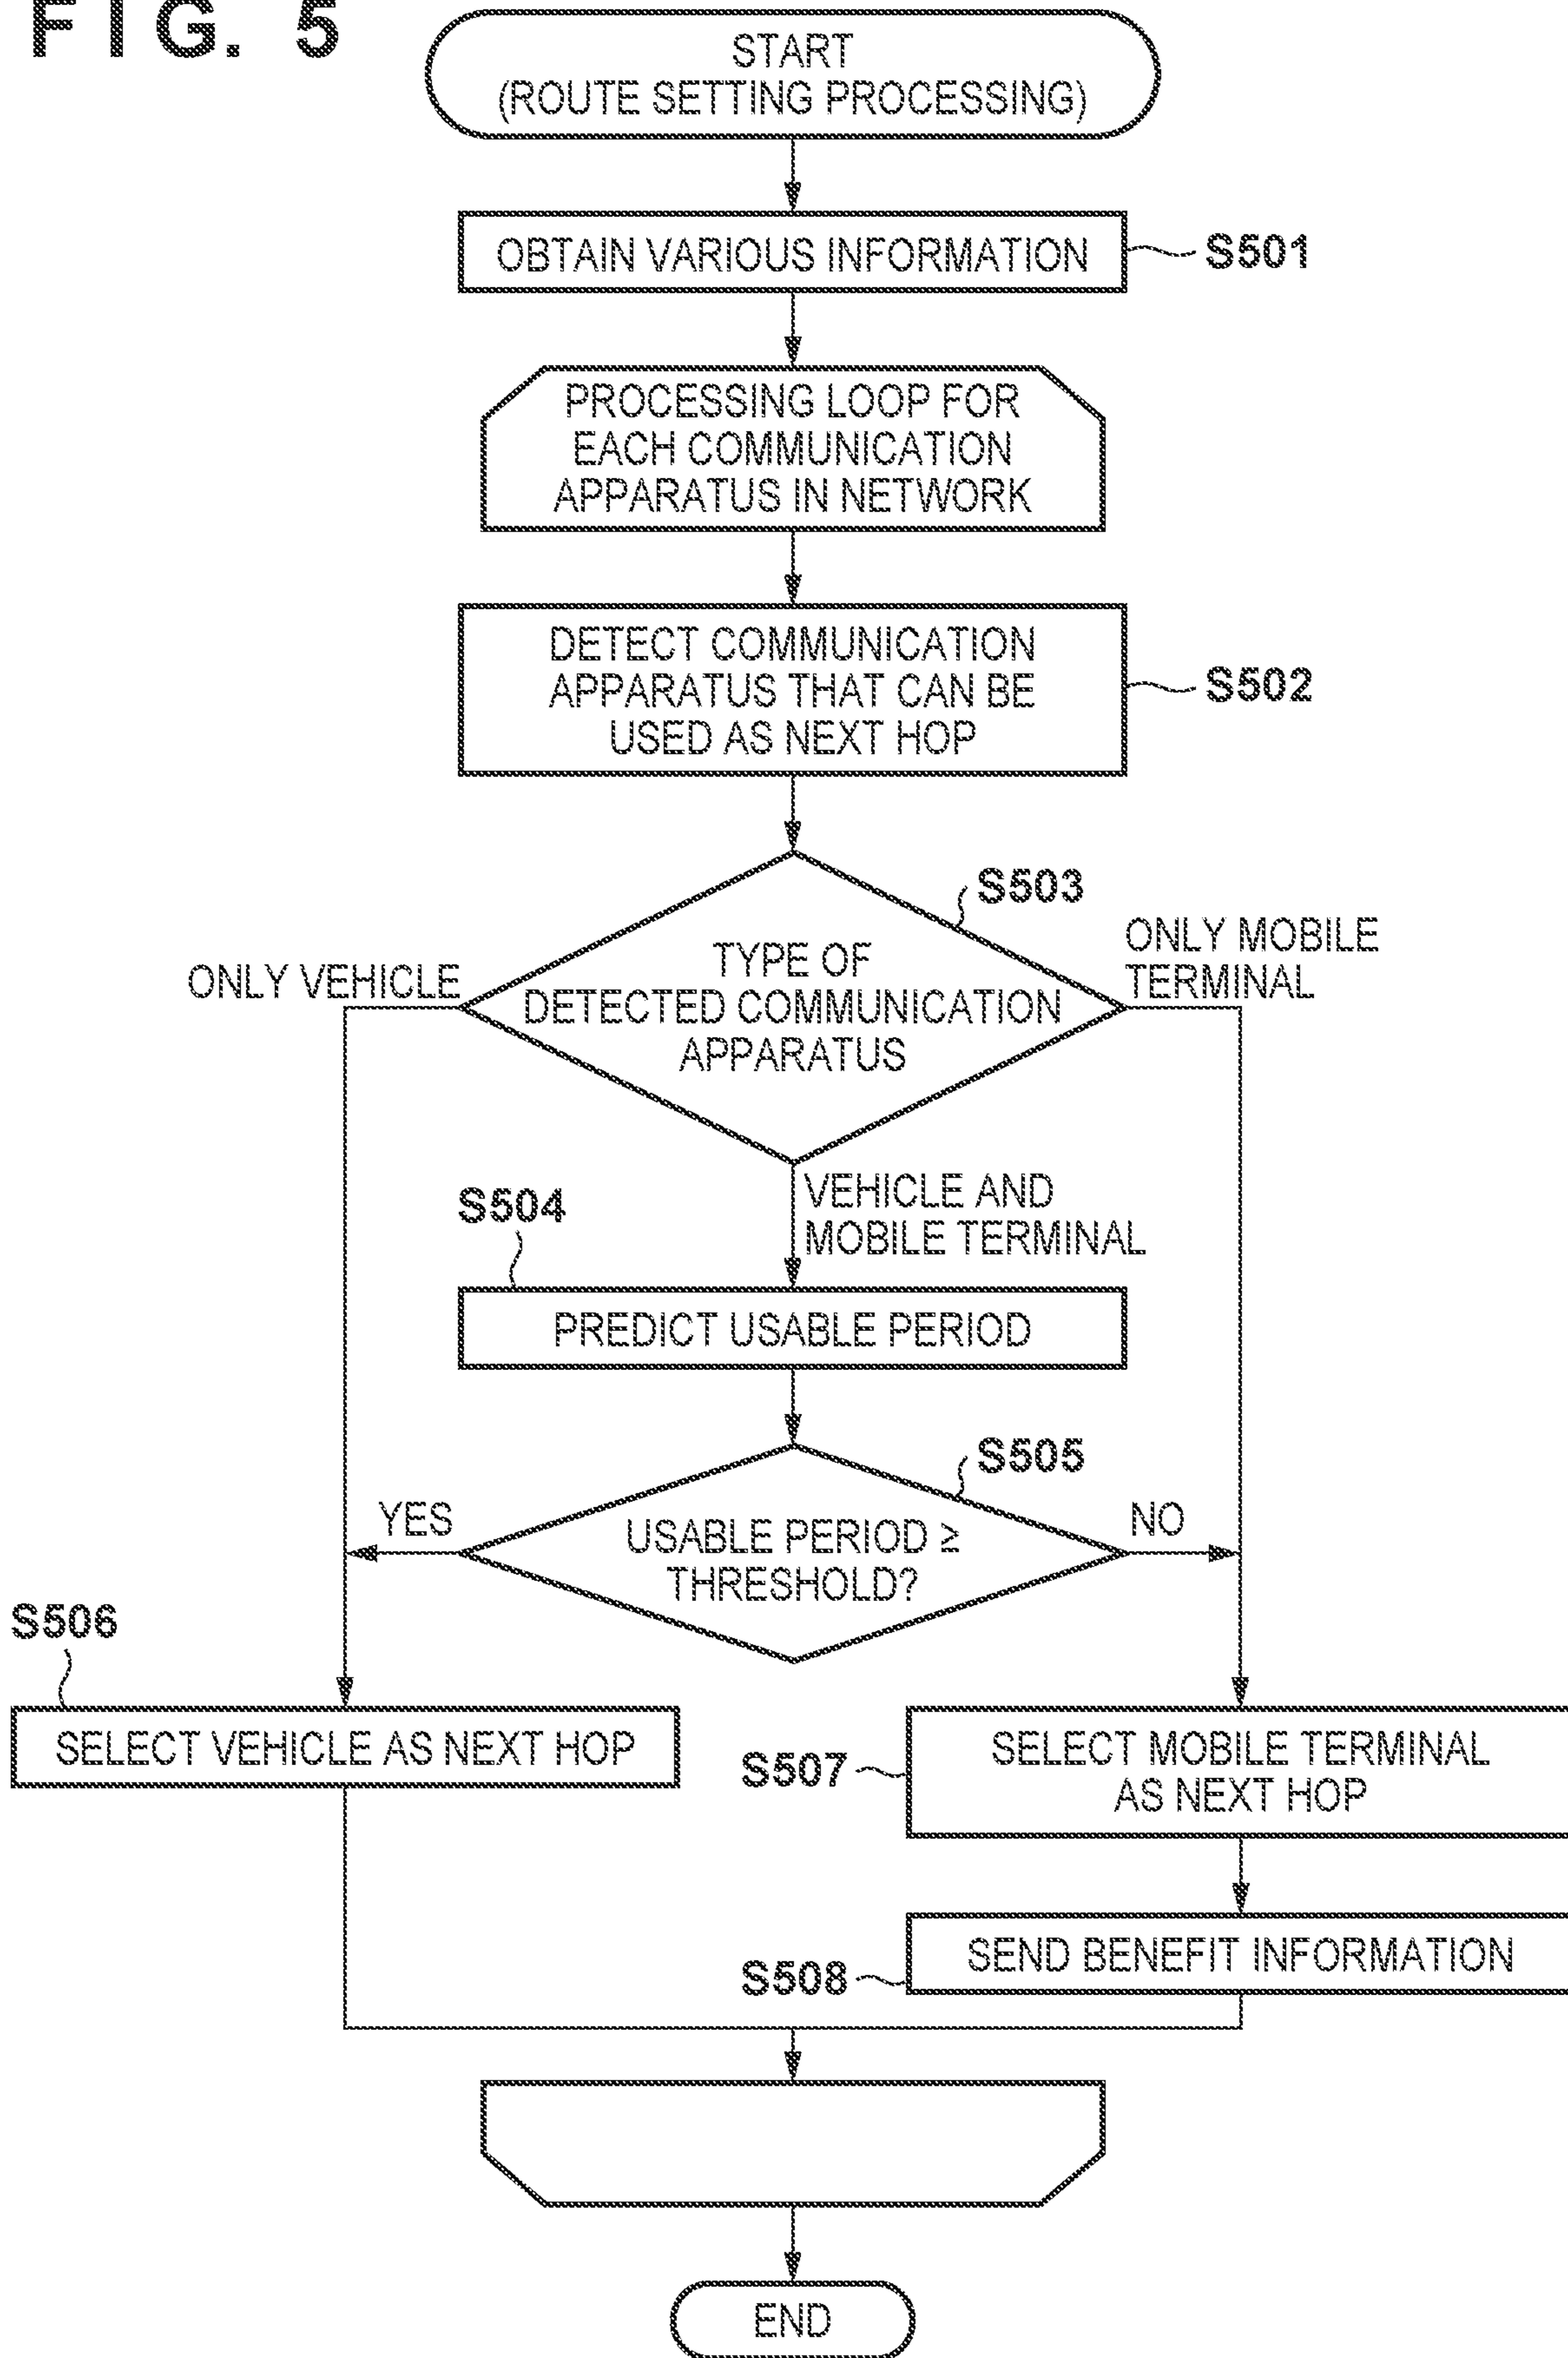 FIG. 5
START
(ROUTE SETTING PROCESSING)
OBTAIN VARIOUS INFORMATION
S501
PROCESSING LOOP FOR
EACH COMMUNICATION
APPARATUS IN NETWORK
DETECT COMMUNICATION
APPARATUS THAT CAN BE
USED AS NEXT HOP
S502
S503
ONLY VEHICLE
TYPE OF
DETECTED COMMUNICATION
APPARATUS
ONLY MOBILE
TERMINAL
VEHICLE AND
MOBILE TERMINAL
S504
PREDICT USABLE PERIOD
S505
YES
USABLE PERIOD ≥
THRESHOLD?
NO
S506
SELECT VEHICLE AS NEXT HOP
S507
SELECT MOBILE TERMINAL
AS NEXT HOP
S508
SEND BENEFIT INFORMATION
END